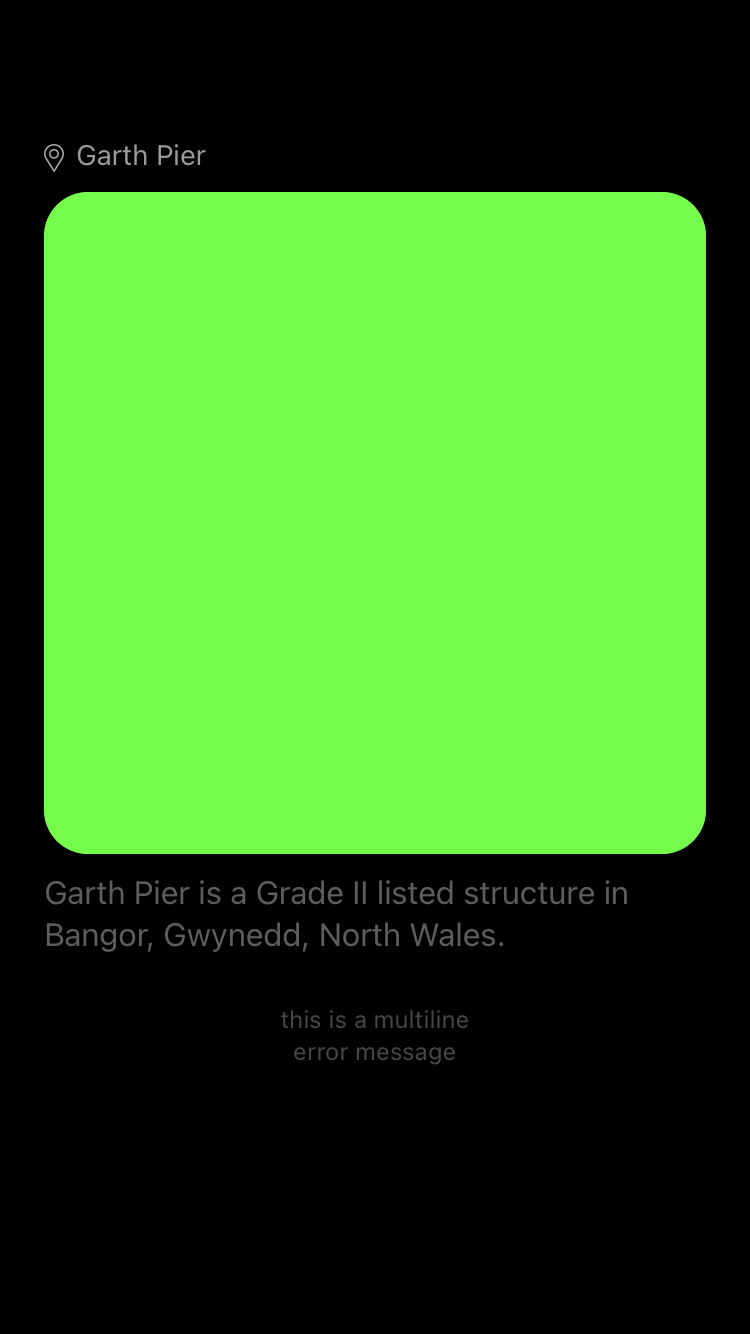 Garth Pier
Garth Pier is a Grade II listed structure in
Bangor, Gwynedd, North Wales.
this is a multiline
error message